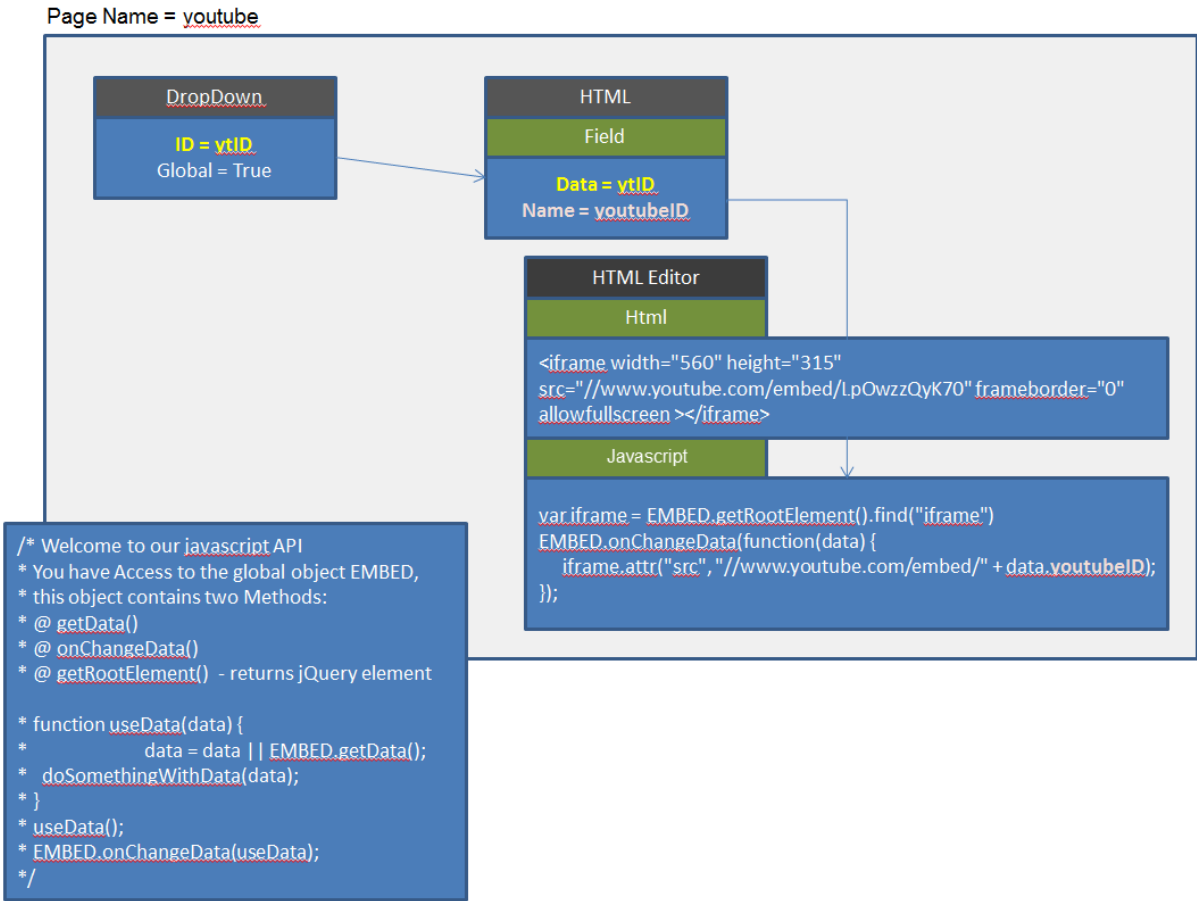 Page Name = youtube
DropDown
ID = ytID
Global = True
HTML
Field
Data = ytID
Name = youtubeID
HTML Editor
Html
<iframe width="560" height="315"
src="//www.youtube.com/embed/LpOwzzQyK70" frameborder="0"
allowfullscreen ></iframe>
Javascript
var iframe = EMBED.getRootElement().find("iframe")
EMBED.onChangeData(function(data) {
iframe.attr("src","//www.youtube.com/embed/" + data.youtubeID);
});
/* Welcome to our javascript API
* You have Access to the global object EMBED,
* this object contains two Methods:
* @ getData()
* @ onChangeData()
* @ getRootElement() - returns jQuery element
* function useData(data) {
* data = data || EMBED.getData();
* doSomethingWithData(data);
* }
* useData();
* EMBED.onChangeData(useData);
*/